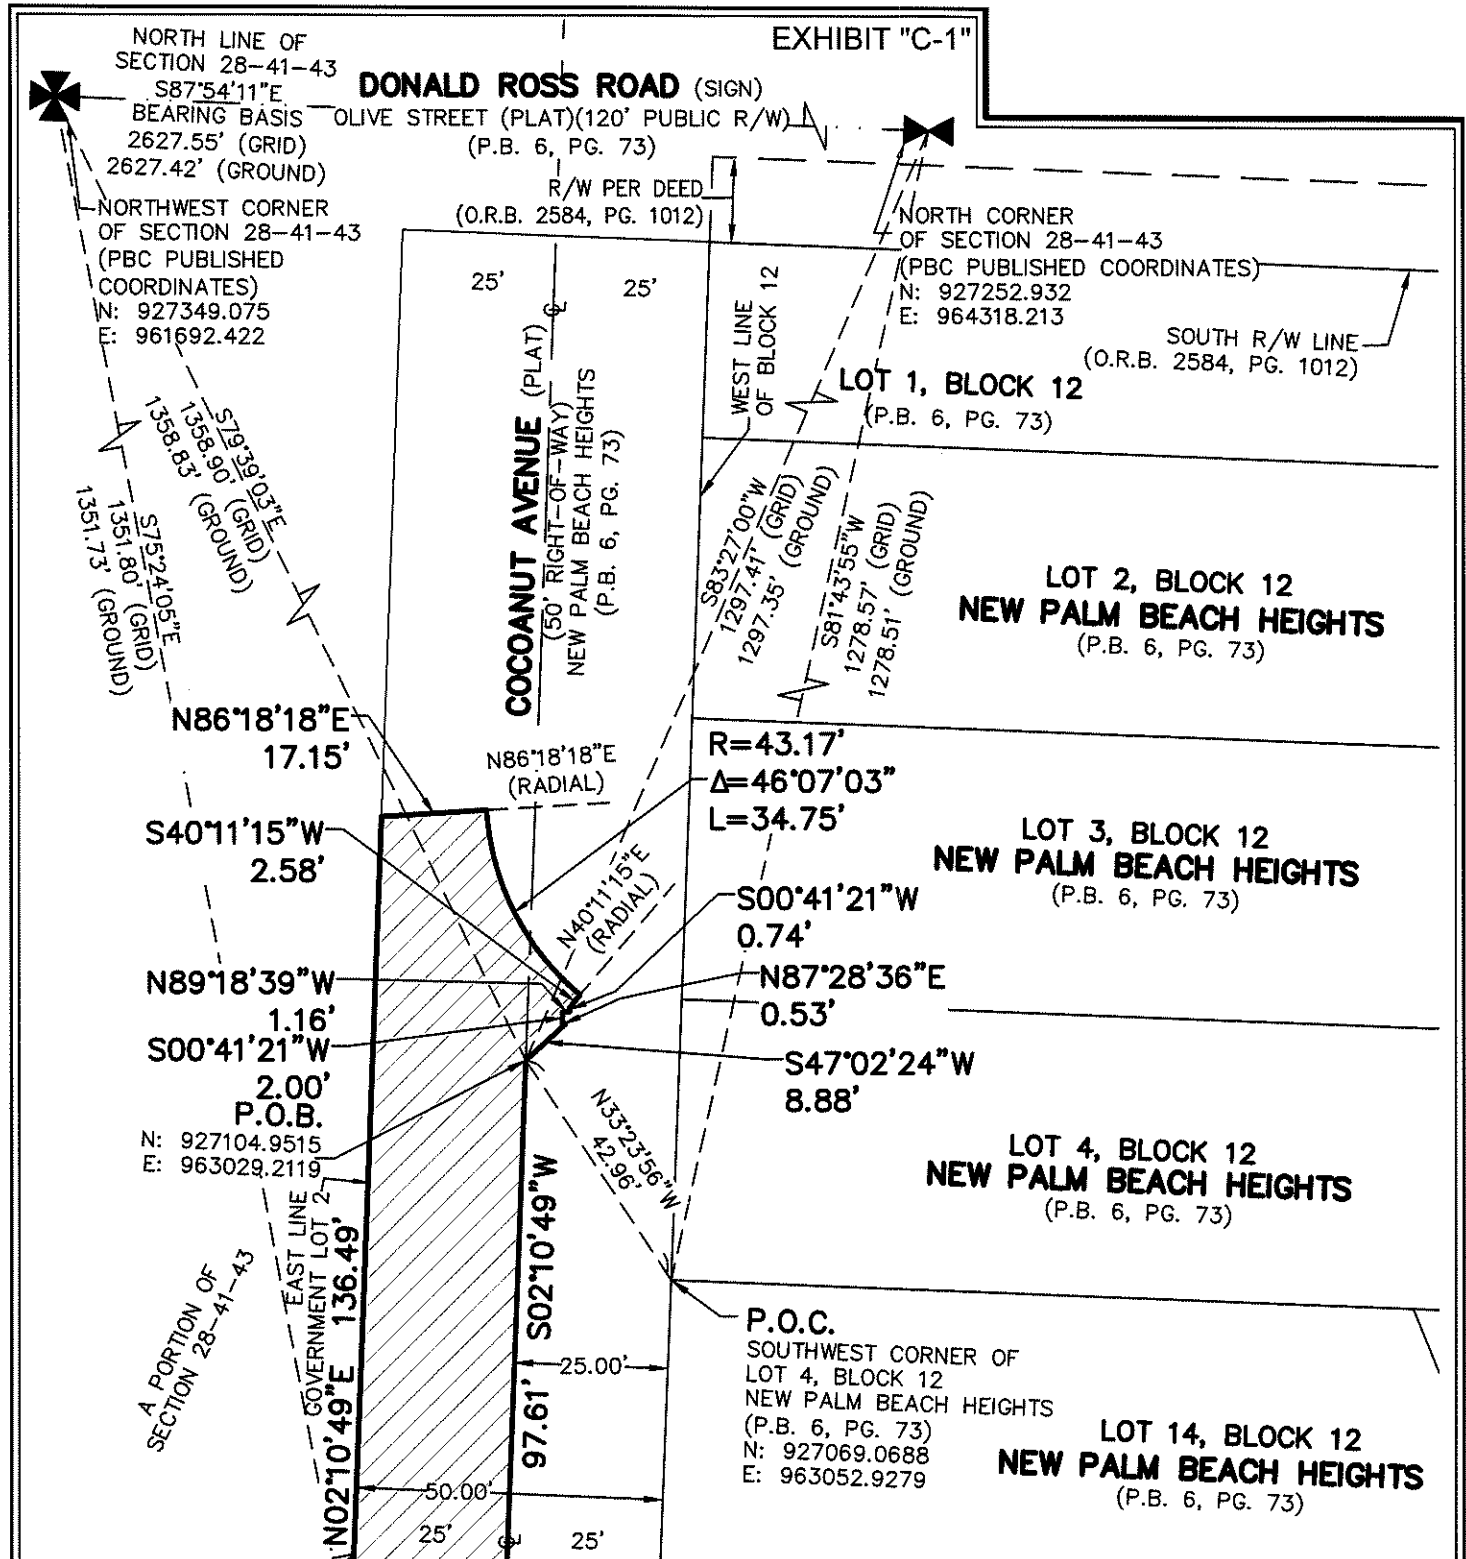 EXHIBIT "C-1"
NORTH LINE OF
SECTION 28-41-43
S87°54'11"E
BEARING BASIS
2627.55' (GRID)
2627.42' (GROUND)
DONALD ROSS ROAD (SIGN)
OLIVE STREET (PLAT)(120' PUBLIC R/W)
(P.B. 6, PG. 73)
R/W PER DEED
(O.R.B. 2584, PG. 1012)
NORTHWEST CORNER
OF SECTION 28-41-43
(PBC PUBLISHED
COORDINATES)
N: 927349.075
E: 961692.422
NORTH CORNER
OF SECTION 28-41-43
(PBC PUBLISHED COORDINATES)
N: 927252.932
E: 964318.213
SOUTH R/W LINE
(O.R.B. 2584, PG. 1012)
25'
25'
℄
WEST LINE
OF BLOCK 12
LOT 1, BLOCK 12
(P.B. 6, PG. 73)
COCOANUT AVENUE (PLAT)
(50' RIGHT-OF-WAY)
NEW PALM BEACH HEIGHTS
(P.B. 6, PG. 73)
S79°39'03"E
1358.90' (GRID)
1358.83' (GROUND)
S75°24'05"E
1351.80' (GRID)
1351.73' (GROUND)
S83°27'00"W
1297.41' (GRID)
1297.35' (GROUND)
S81°43'55"W
1278.57' (GRID)
1278.51' (GROUND)
LOT 2, BLOCK 12
NEW PALM BEACH HEIGHTS
(P.B. 6, PG. 73)
N86°18'18"E
17.15'
N86°18'18"E
(RADIAL)
R=43.17'
Δ=46°07'03"
L=34.75'
S40°11'15"W
2.58'
N40°11'15"E
(RADIAL)
LOT 3, BLOCK 12
NEW PALM BEACH HEIGHTS
(P.B. 6, PG. 73)
S00°41'21"W
0.74'
N89°18'39"W
1.16'
N87°28'36"E
0.53'
S00°41'21"W
2.00'
S47°02'24"W
8.88'
P.O.B.
N: 927104.9515
E: 963029.2119
N33°23'56"W
42.96'
LOT 4, BLOCK 12
NEW PALM BEACH HEIGHTS
(P.B. 6, PG. 73)
EAST LINE
GOVERNMENT LOT 2
N02°10'49"E 136.49'
97.61' S02°10'49"W
A PORTION OF
SECTION 28-41-43
P.O.C.
SOUTHWEST CORNER OF
LOT 4, BLOCK 12
NEW PALM BEACH HEIGHTS
(P.B. 6, PG. 73)
N: 927069.0688
E: 963052.9279
25.00'
LOT 14, BLOCK 12
NEW PALM BEACH HEIGHTS
(P.B. 6, PG. 73)
50.00'
25'
℄
25'